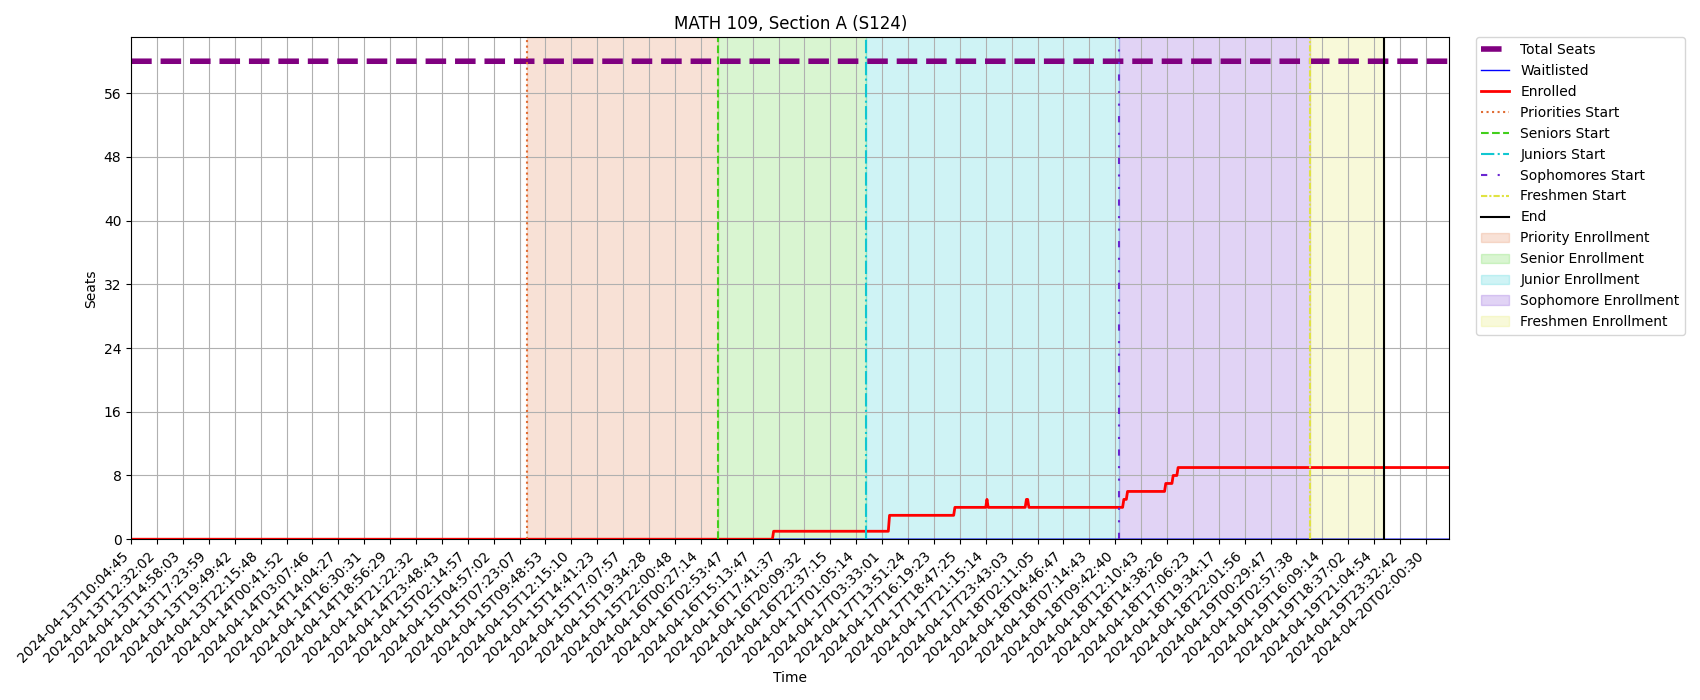 MATH 109, Section A (S124)
56
48
40
32
24
16
8
0
Seats
2024-04-13T10:04:45
2024-04-13T12:32:02
2024-04-13T14:58:03
2024-04-13T17:23:59
2024-04-13T19:49:42
2024-04-13T22:15:48
2024-04-14T00:41:52
2024-04-14T03:07:46
2024-04-14T14:04:27
2024-04-14T16:30:31
2024-04-14T18:56:29
2024-04-14T21:22:32
2024-04-14T23:48:43
2024-04-15T02:14:57
2024-04-15T04:57:02
2024-04-15T07:23:07
2024-04-15T09:48:53
2024-04-15T12:15:10
2024-04-15T14:41:23
2024-04-15T17:07:57
2024-04-15T19:34:28
2024-04-15T22:00:48
2024-04-16T00:27:14
2024-04-16T02:53:47
2024-04-16T15:13:47
2024-04-16T17:41:37
2024-04-16T20:09:32
2024-04-16T22:37:15
2024-04-17T01:05:14
2024-04-17T03:33:01
2024-04-17T13:51:24
2024-04-17T16:19:23
2024-04-17T18:47:25
2024-04-17T21:15:14
2024-04-17T23:43:03
2024-04-18T02:11:05
2024-04-18T04:46:47
2024-04-18T07:14:43
2024-04-18T09:42:40
2024-04-18T12:10:43
2024-04-18T14:38:26
2024-04-18T17:06:23
2024-04-18T19:34:17
2024-04-18T22:01:56
2024-04-19T00:29:47
2024-04-19T02:57:38
2024-04-19T16:09:14
2024-04-19T18:37:02
2024-04-19T21:04:54
2024-04-19T23:32:42
2024-04-20T02:00:30
Time
Total Seats
Waitlisted
Enrolled
Priorities Start
Seniors Start
Juniors Start
Sophomores Start
Freshmen Start
End
Priority Enrollment
Senior Enrollment
Junior Enrollment
Sophomore Enrollment
Freshmen Enrollment